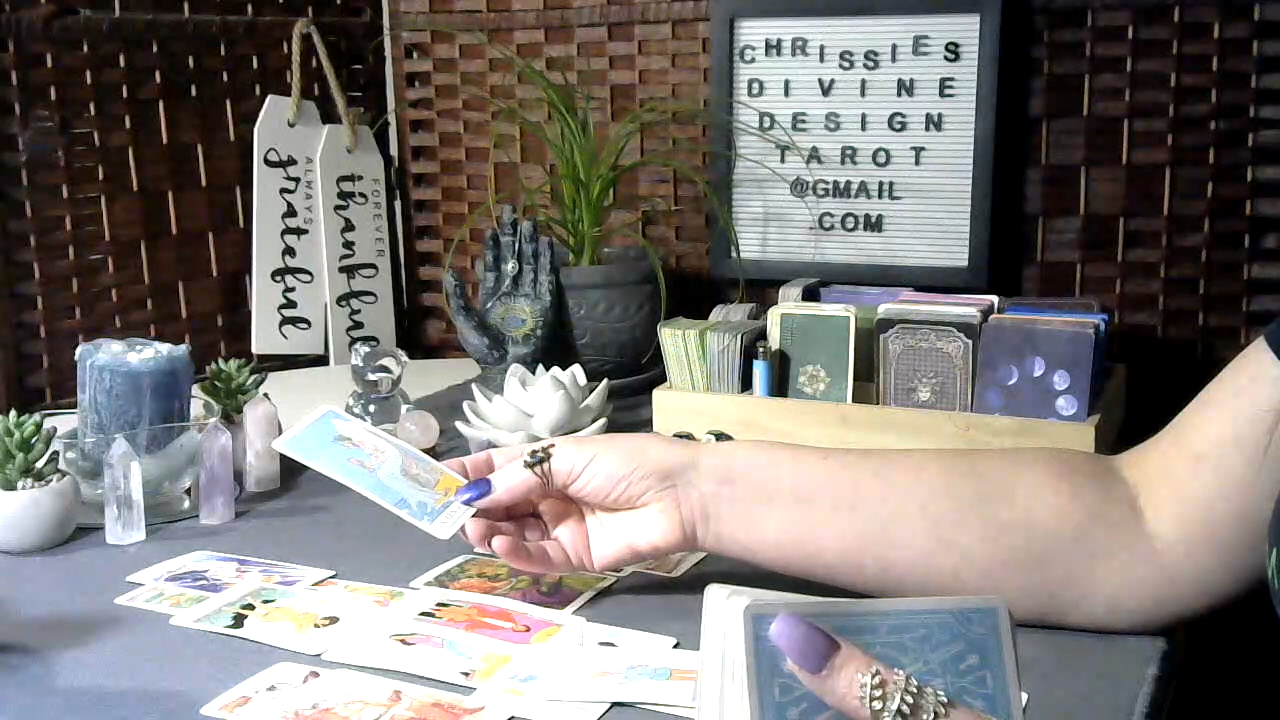 ALWAYS
grateful
FOREVER
thankful
CHRISSIES
DIVINE
DESIGN
TAROT
@GMAIL
.COM